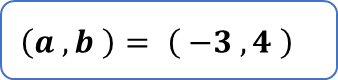 (a ,b ) = ( −3 ,4 )